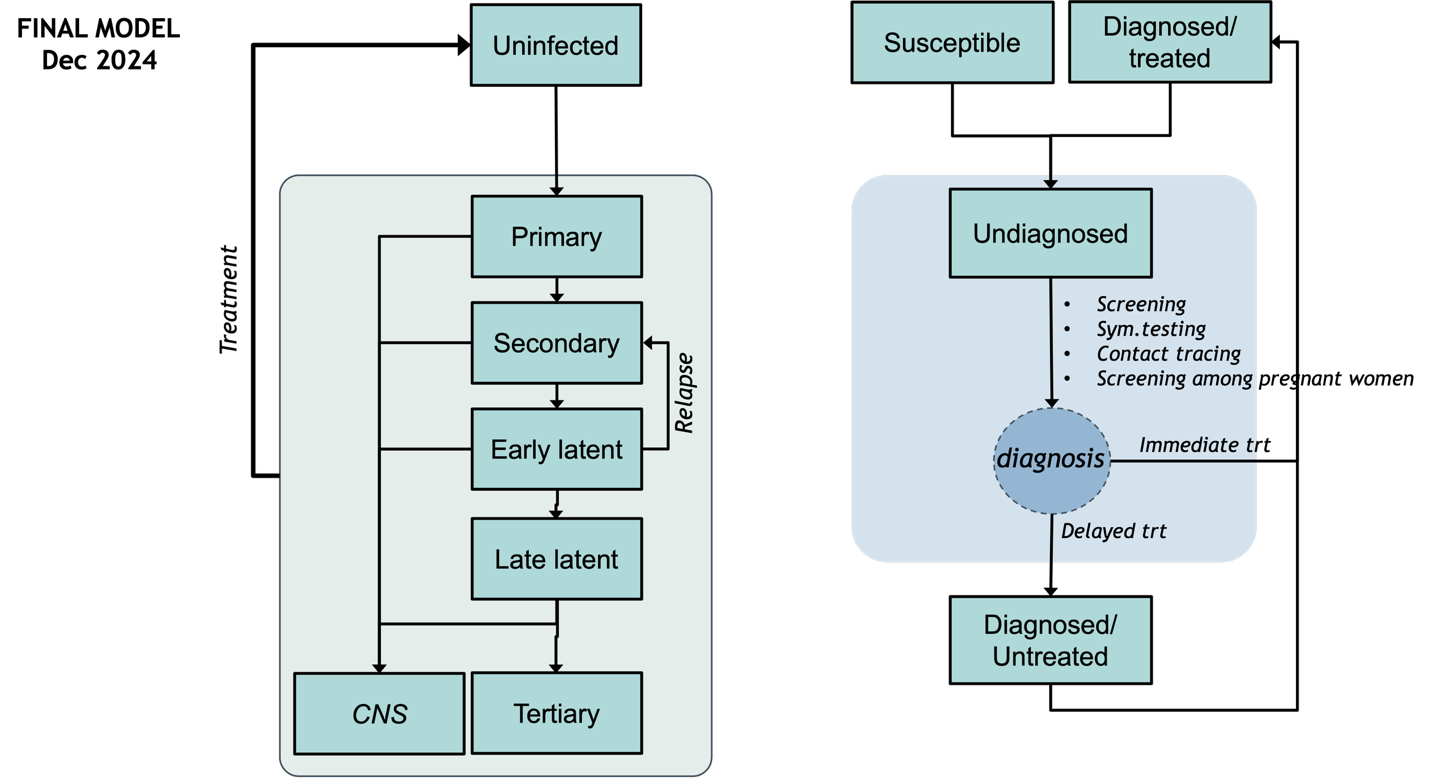 FINAL MODEL
Dec 2024
Uninfected
Treatment
Primary
Secondary
Relapse
Early latent
Late latent
CNS
Tertiary
Susceptible
Diagnosed/
treated
Undiagnosed
• Screening
• Sym.testing
• Contact tracing
• Screening among pregnant women
diagnosis
Immediate trt
Delayed trt
Diagnosed/
Untreated